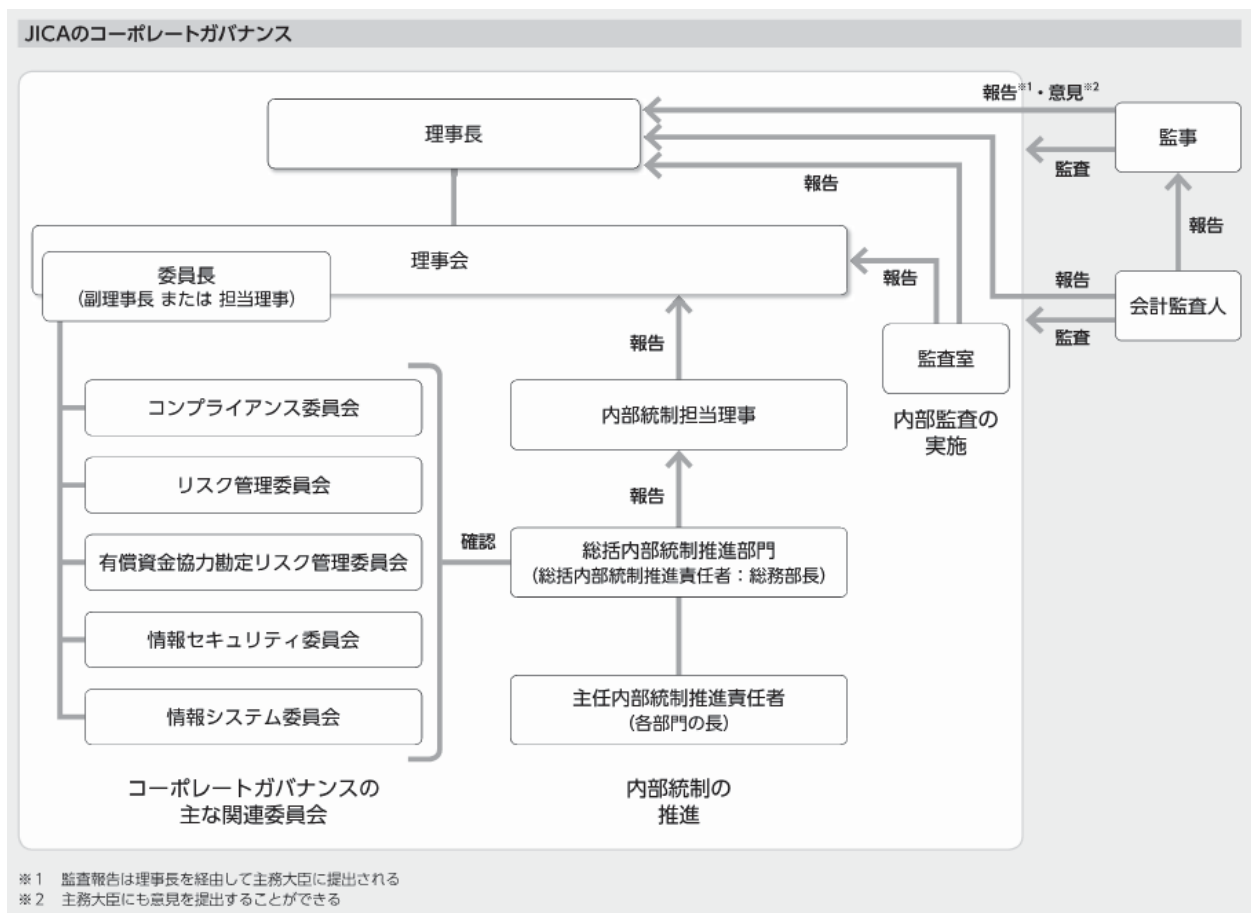 JICAのコーポレートガバナンス
報告※1・意見※2
理事長
監事
監査
報告
報告
理事会
委員長
(副理事長 または 担当理事)
報告
報告
会計監査人
監査
報告
監査室
コンプライアンス委員会
内部統制担当理事
内部監査の
実施
リスク管理委員会
報告
確認
有償資金協力勘定リスク管理委員会
総括内部統制推進部門
(総括内部統制推進責任者：総務部長)
情報セキュリティ委員会
情報システム委員会
主任内部統制推進責任者
(各部門の長)
コーポレートガバナンスの
主な関連委員会
内部統制の
推進
※1 監査報告は理事長を経由して主務大臣に提出される
※2 主務大臣にも意見を提出することができる